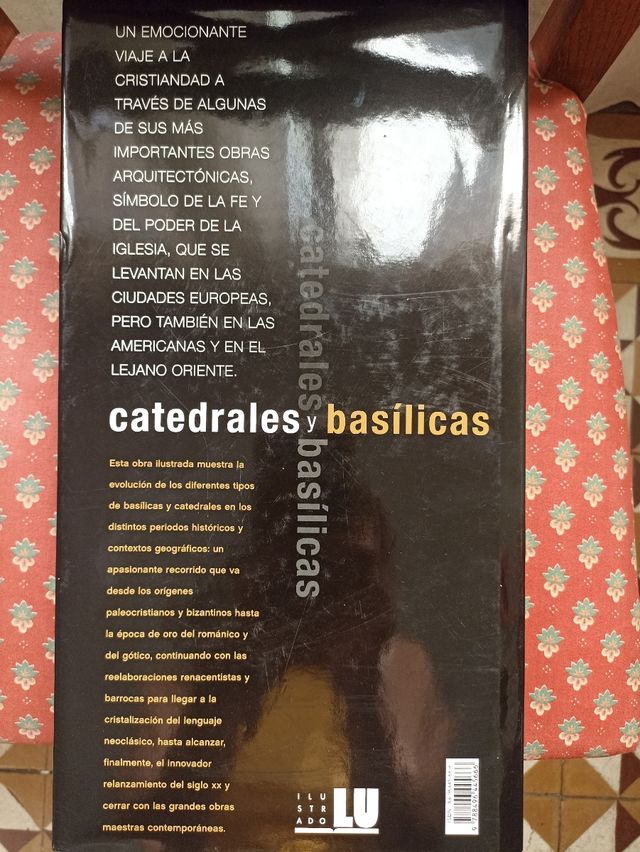 UN EMOCIONANTE
VIAJE A LA
CRISTIANDAD A
TRAVÉS DE ALGUNAS
DE SUS MÁS
IMPORTANTES OBRAS
ARQUITECTÓNICAS,
SÍMBOLO DE LA FE Y
DEL PODER DE LA
IGLESIA, QUE SE
LEVANTAN EN LAS
CIUDADES EUROPEAS,
PERO TAMBIÉN EN LAS
AMERICANAS Y EN EL
LEJANO ORIENTE.
catedrales y basílicas
catedrales y basílicas
Esta obra ilustrada muestra la
evolución de los diferentes tipos
de basílicas y catedrales en los
distintos periodos históricos y
contextos geográficos: un
apasionante recorrido que va
desde los orígenes
paleocristianos y bizantinos hasta
la época de oro del románico y
del gótico, continuando con las
reelaboraciones renacentistas y
barrocas para llegar a la
cristalización del lenguaje
neoclásico, hasta alcanzar,
finalmente, el innovador
relanzamiento del siglo xx y
cerrar con las grandes obras
maestras contemporáneas.
ILUSTRADO
LU
9 788496 445666